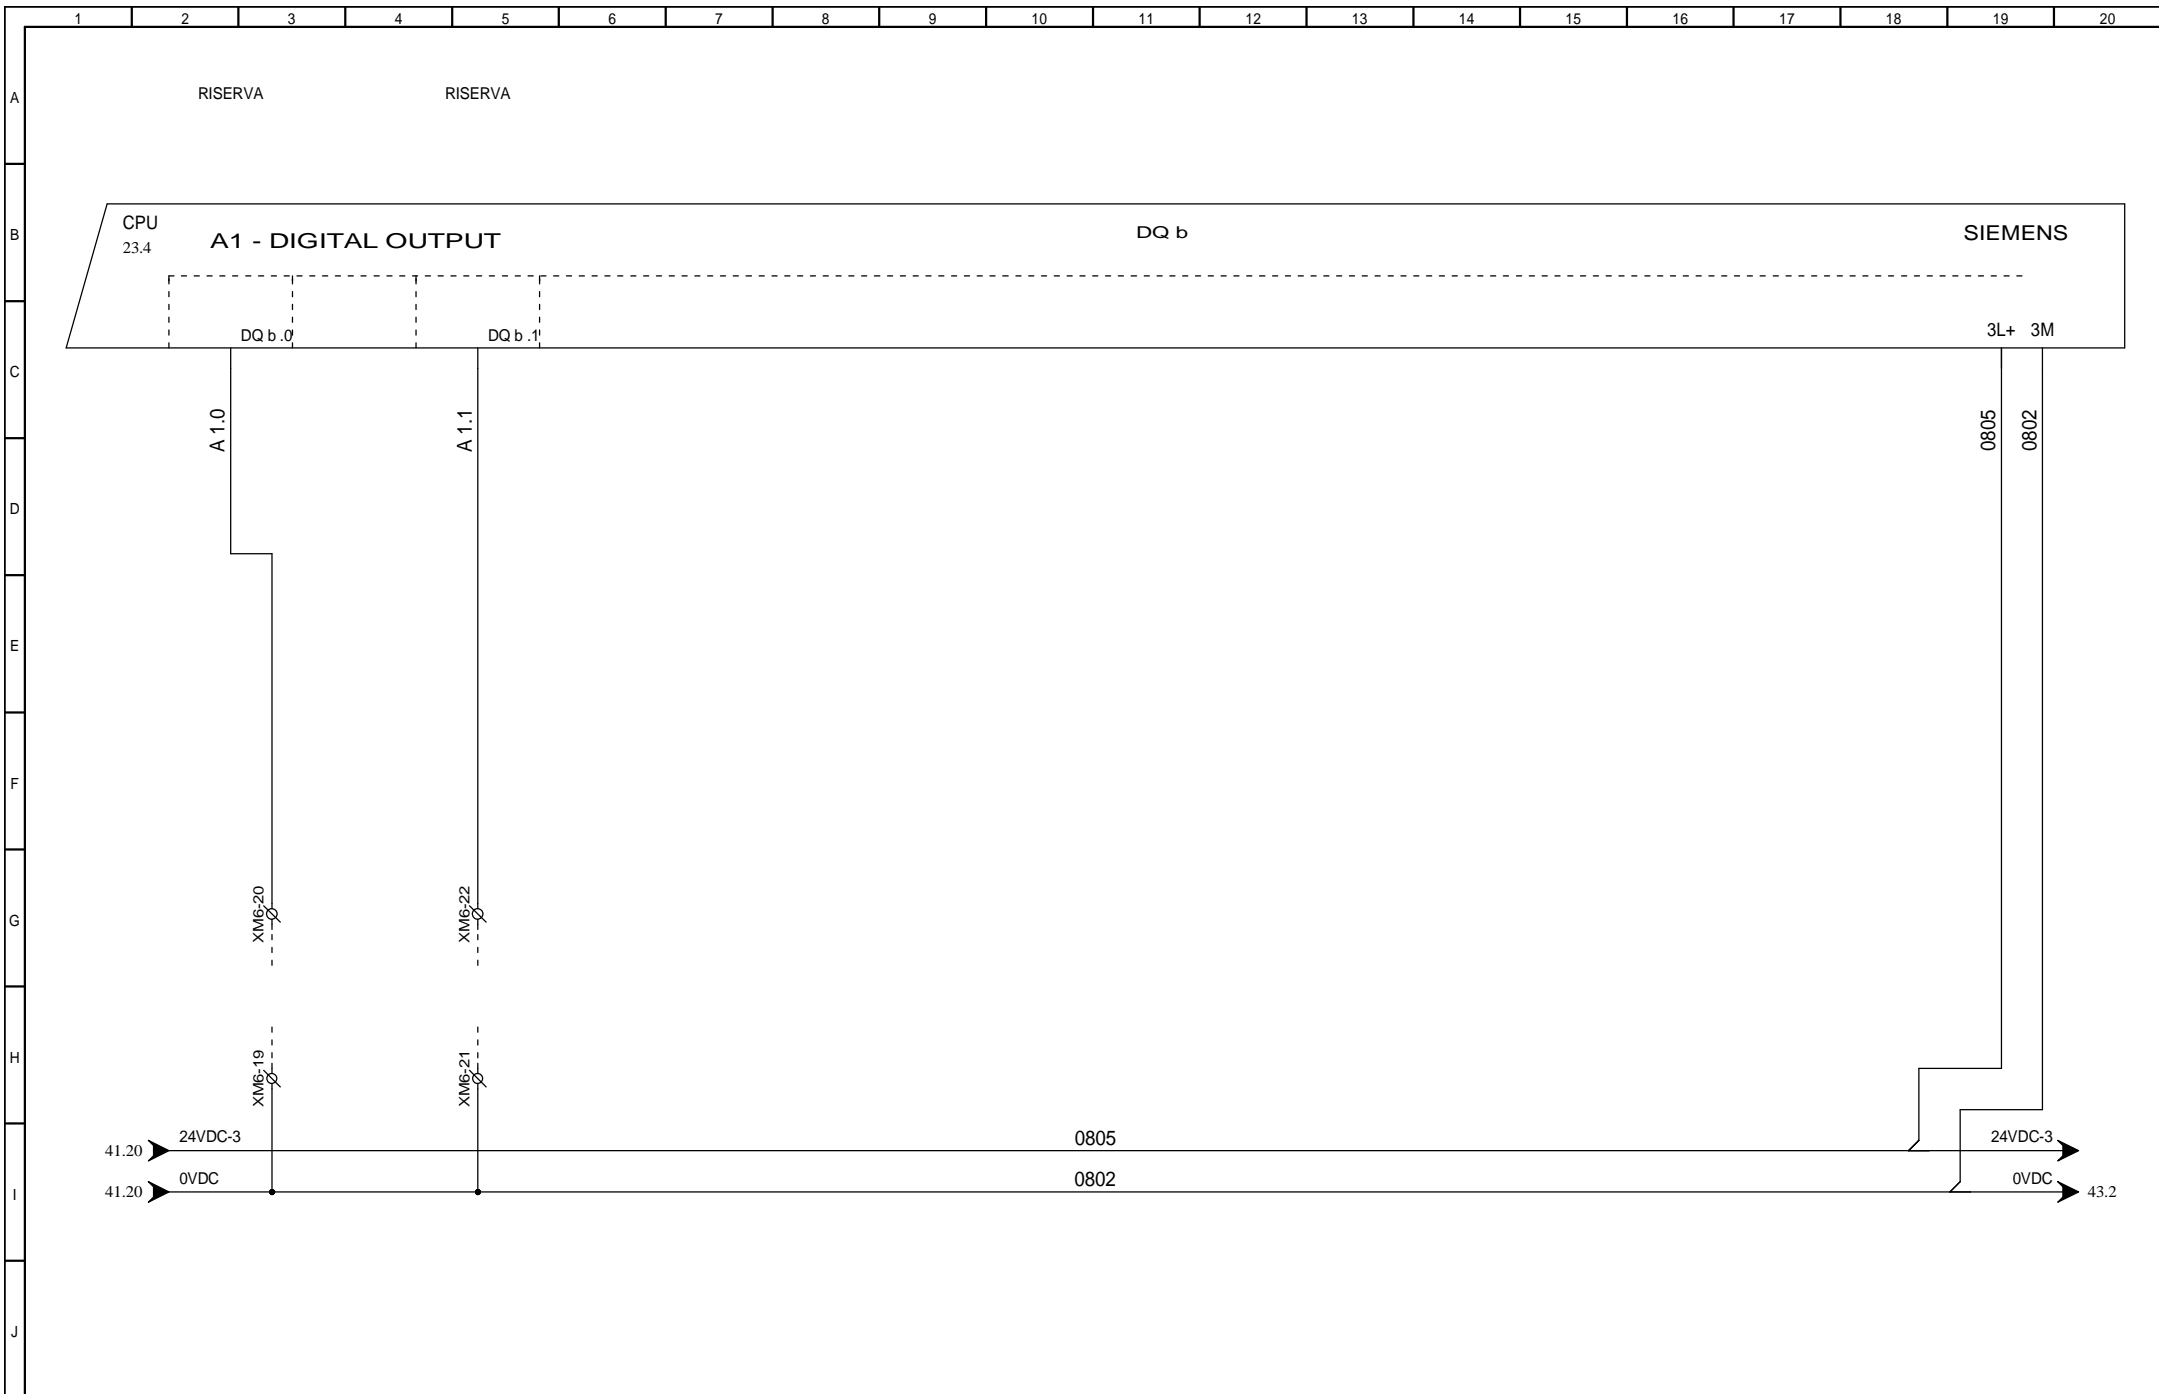 1 2 3 4 5 6 7 8 9 10 11 12 13 14 15 16 17 18 19 20
A
RISERVA RISERVA
B
CPU
23.4
A1 - DIGITAL OUTPUT
DQ b
SIEMENS
DQ b .0
DQ b .1
3L+ 3M
C
A 1.0
A 1.1
0805
0802
D
E
F
G
XM6-20
XM6-22
H
XM6-19
XM6-21
41.20 24VDC-3 0805 24VDC-3
41.20 0VDC 0802 0VDC 43.2
I
J